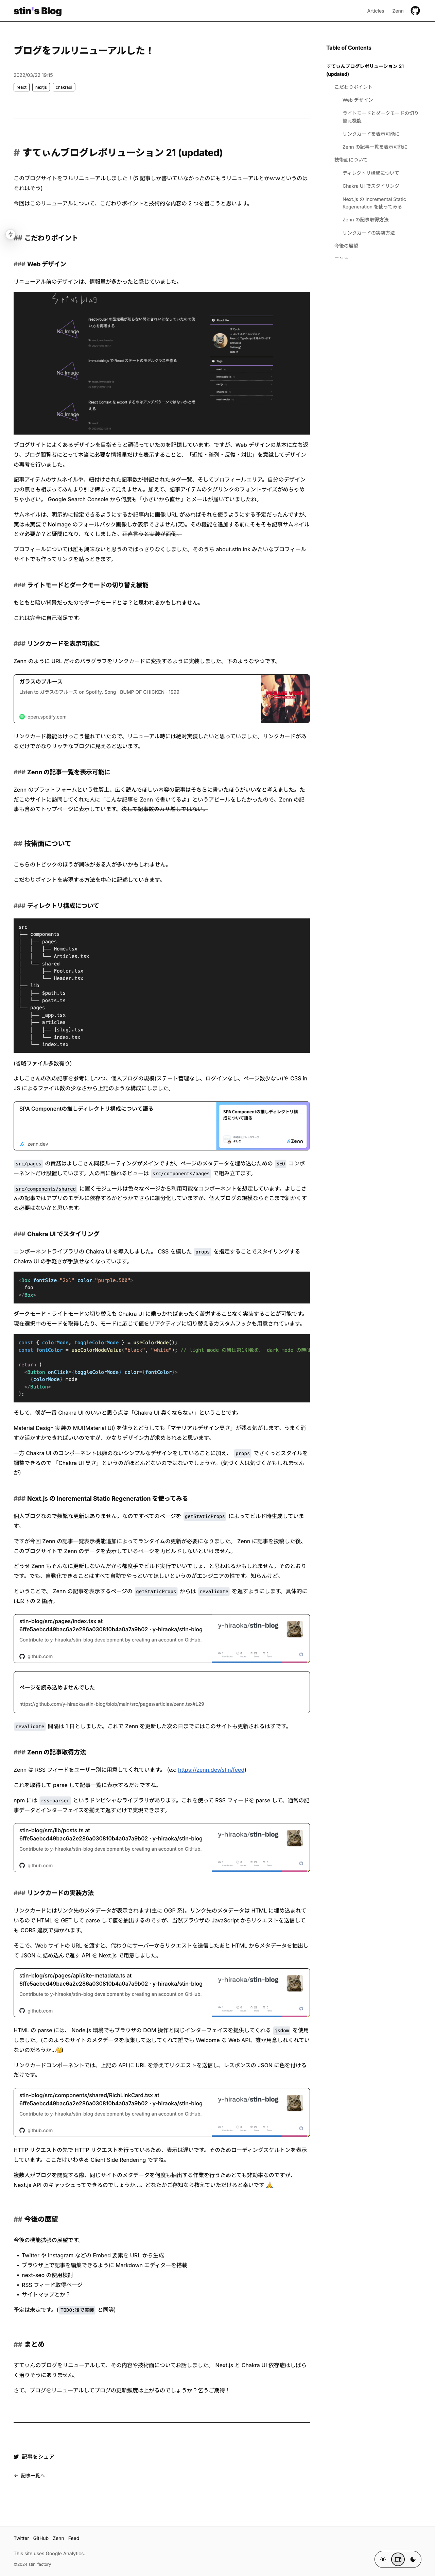 stin's Blog
Articles
Zenn
ブログをフルリニューアルした！
2022/03/22 19:15
react
nextjs
chakraui
Table of Contents
すてぃんブログレボリューション 21
(updated)
こだわりポイント
Web デザイン
ライトモードとダークモードの切り
替え機能
リンクカードを表示可能に
Zenn の記事一覧を表示可能に
技術面について
ディレクトリ構成について
Chakra UI でスタイリング
Next.js の Incremental Static
Regeneration を使ってみる
Zenn の記事取得方法
リンクカードの実装方法
今後の展望
# すてぃんブログレボリューション 21 (updated)
このブログサイトをフルリニューアルしました！(5 記事しか書いていなかったのにもうリニューアルとかwwというのは
それはそう)
今回はこのリニューアルについて、こだわりポイントと技術的な内容の 2 つを書こうと思います。
## こだわりポイント
### Web デザイン
リニューアル前のデザインは、情報量が多かったと感じていました。
Stin's blog
No Image
No Image
No Image
ブログサイトによくあるデザインを目指そうと頑張っていたのを記憶しています。ですが、Web デザインの基本に立ち返
り、ブログ閲覧者にとって本当に必要な情報量だけを表示することと、「近接・整列・反復・対比」を意識してデザイン
の再考を行いました。
記事アイテムのサムネイルや、紐付けされた記事数が併記されたタグ一覧、そしてプロフィールエリア。自分のデザイン
力の無さも相まってあんまり引き締まって見えません。加えて、記事アイテムのタグリンクのフォントサイズがめちゃめ
ちゃ小さい。 Google Search Console から何度も「小さいから直せ」とメールが届いていましたね。
サムネイルは、明示的に指定できるようにするか記事内に画像 URL があればそれを使うようにする予定だったんですが、
実は未実装で NoImage のフォールバック画像しか表示できません(笑)。その機能を追加する前にそもそも記事サムネイル
とか必要か？と疑問になり、なくしました。正直言うと実装が面倒。
プロフィールについては誰も興味ないと思うのでばっさりなくしました。そのうち about.stin.ink みたいなプロフィール
サイトでも作ってリンクを貼っときます。
### ライトモードとダークモードの切り替え機能
もともと暗い背景だったのでダークモードとは？と思われるかもしれません。
これは完全に自己満足です。
### リンクカードを表示可能に
Zenn のように URL だけのパラグラフをリンクカードに変換するように実装しました。下のようなやつです。
ガラスのブルース
Listen to ガラスのブルース on Spotify. Song · BUMP OF CHICKEN · 1999
open.spotify.com
リンクカード機能はけっこう憧れていたので、リニューアル時には絶対実装したいと思っていました。リンクカードがあ
るだけでかなりリッチなブログに見えると思います。
### Zenn の記事一覧を表示可能に
Zenn のプラットフォームという性質上、広く読んでほしい内容の記事はそちらに書いたほうがいいなと考えました。た
だこのサイトに訪問してくれた人に「こんな記事を Zenn で書いてるよ」というアピールをしたかったので、Zenn の記
事も含めてトップページに表示しています。決して記事数のカサ増しではない。
## 技術面について
こちらのトピックのほうが興味がある人が多いかもしれません。
こだわりポイントを実現する方法を中心に記述していきます。
### ディレクトリ構成について
src
├── components
│   ├── pages
│   │   ├── Home.tsx
│   │   └── Articles.tsx
│   └── shared
│       ├── Footer.tsx
│       └── Header.tsx
├── lib
│   ├── $path.ts
│   └── posts.ts
└── pages
    ├── _app.tsx
    ├── articles
    │   ├── [slug].tsx
    │   └── index.tsx
    └── index.tsx
(省略ファイル多数有り)
よしこさんの次の記事を参考にしつつ、個人ブログの規模(ステート管理なし、ログインなし、ページ数少ない)や CSS in
JS によるファイル数の少なさから上記のような構成にしました。
SPA Componentの推しディレクトリ構成について語る
zenn.dev
SPA Componentの推しディレクトリ構
成について語る
Zenn
src/pages の責務はよしこさん同様ルーティングがメインですが、ページのメタデータを埋め込むための SEO コンポ
ーネントだけ設置しています。人の目に触れるビューは src/components/pages で組み立てます。
src/components/shared に置くモジュールは色々なページから利用可能なコンポーネントを想定しています。よしこさ
んの記事ではアプリのモデルに依存するかどうかでさらに細分化していますが、個人ブログの規模ならそこまで細かくす
る必要はないかと思います。
### Chakra UI でスタイリング
コンポーネントライブラリの Chakra UI を導入しました。 CSS を模した props を指定することでスタイリングする
Chakra UI の手軽さが手放せなくなっています。
<Box fontSize="2xl" color="purple.500">
  foo
</Box>
ダークモード・ライトモードの切り替えも Chakra UI に乗っかればまったく苦労することなく実装することが可能です。
現在選択中のモードを取得したり、モードに応じて値をリアクティブに切り替えるカスタムフックも用意されています。
const { colorMode, toggleColorMode } = useColorMode();
const fontColor = useColorModeValue("black", "white"); // light mode の時は第1引数を、 dark mode の時は
return (
  <Button onClick={toggleColorMode} color={fontColor}>
    {colorMode} mode
  </Button>
);
そして、僕が一番 Chakra UI のいいと思う点は「Chakra UI 臭くならない」ということです。
Material Design 実装の MUI(Material UI) を使うとどうしても「マテリアルデザイン臭さ」が残る気がします。うまく消
すか活かすかできればいいのですが、かなりデザイン力が求められると思います。
一方 Chakra UI のコンポーネントは癖のないシンプルなデザインをしていることに加え、 props でさくっとスタイルを
調整できるので 「Chakra UI 臭さ」というのがほとんどないのではないでしょうか。(気づく人は気づくかもしれません
が)
### Next.js の Incremental Static Regeneration を使ってみる
個人ブログなので頻繁な更新はありません。なのですべてのページを getStaticProps によってビルド時生成していま
す。
ですが今回 Zenn の記事一覧表示機能追加によってランタイムの更新が必要になりました。 Zenn に記事を投稿した後、
このブログサイトで Zenn のデータを表示しているページを再ビルドしないといけません。
どうせ Zenn もそんなに更新しないんだから都度手でビルド実行でいいでしょ、と思われるかもしれません。そのとおり
です。でも、自動化できることはすべて自動でやっといてほしいというのがエンジニアの性です。知らんけど。
ということで、 Zenn の記事を表示するページの getStaticProps からは revalidate を返すようにします。具体的に
は以下の 2 箇所。
stin-blog/src/pages/index.tsx at
6ffe5aebcd49bac6a2e286a030810b4a0a7a9b02 · y-hiraoka/stin-blog
Contribute to y-hiraoka/stin-blog development by creating an account on GitHub.
github.com
y-hiraoka/stin-blog
ページを読み込めませんでした
https://github.com/y-hiraoka/stin-blog/blob/main/src/pages/articles/zenn.tsx#L29
revalidate 間隔は 1 日としました。これで Zenn を更新した次の日までにはこのサイトも更新されるはずです。
### Zenn の記事取得方法
Zenn は RSS フィードをユーザー別に用意してくれています。 (ex: https://zenn.dev/stin/feed)
これを取得して parse して記事一覧に表示するだけですね。
npm には rss-parser というドンピシャなライブラリがあります。これを使って RSS フィードを parse して、通常の記
事データとインターフェイスを揃えて返すだけで実現できます。
stin-blog/src/lib/posts.ts at
6ffe5aebcd49bac6a2e286a030810b4a0a7a9b02 · y-hiraoka/stin-blog
Contribute to y-hiraoka/stin-blog development by creating an account on GitHub.
github.com
y-hiraoka/stin-blog
### リンクカードの実装方法
リンクカードにはリンク先のメタデータが表示されます(主に OGP 系)。リンク先のメタデータは HTML に埋め込まれて
いるので HTML を GET して parse して値を抽出するのですが、当然ブラウザの JavaScript からリクエストを送信して
も CORS 違反で弾かれます。
そこで、Web サイトの URL を渡すと、代わりにサーバーからリクエストを送信したあと HTML からメタデータを抽出し
て JSON に詰め込んで返す API を Next.js で用意しました。
stin-blog/src/pages/api/site-metadata.ts at
6ffe5aebcd49bac6a2e286a030810b4a0a7a9b02 · y-hiraoka/stin-blog
Contribute to y-hiraoka/stin-blog development by creating an account on GitHub.
github.com
y-hiraoka/stin-blog
HTML の parse には、 Node.js 環境でもブラウザの DOM 操作と同じインターフェイスを提供してくれる jsdom を使用
しました。(このようなサイトのメタデータを収集して返してくれて誰でも Welcome な Web API、誰か用意しれくれてい
ないのだろうか...🥺)
リンクカードコンポーネントでは、上記の API に URL を添えてリクエストを送信し、レスポンスの JSON に色を付ける
だけです。
stin-blog/src/components/shared/RichLinkCard.tsx at
6ffe5aebcd49bac6a2e286a030810b4a0a7a9b02 · y-hiraoka/stin-blog
Contribute to y-hiraoka/stin-blog development by creating an account on GitHub.
github.com
y-hiraoka/stin-blog
HTTP リクエストの先で HTTP リクエストを行っているため、表示は遅いです。そのためローディングスケルトンを表示
しています。ここだけいわゆる Client Side Rendering ですね。
複数人がブログを閲覧する際、同じサイトのメタデータを何度も抽出する作業を行うためとても非効率なのですが、
Next.js API のキャッシュってできるのでしょうか...。どなたかご存知なら教えていただけると幸いです 🙏
## 今後の展望
今後の機能拡張の展望です。
• Twitter や Instagram などの Embed 要素を URL から生成
• ブラウザ上で記事を編集できるように Markdown エディターを搭載
• next-seo の使用検討
• RSS フィード取得ページ
• サイトマップとか？
予定は未定です。( TODO:後で実装 と同等)
## まとめ
すてぃんのブログをリニューアルして、その内容や技術面についてお話しました。 Next.js と Chakra UI 依存症はしばら
く治りそうにありません。
さて、ブログをリニューアルしてブログの更新頻度は上がるのでしょうか？乞うご期待！
記事をシェア
← 記事一覧へ
Twitter
GitHub
Zenn
Feed
This site uses Google Analytics.
©2024 stin_factory